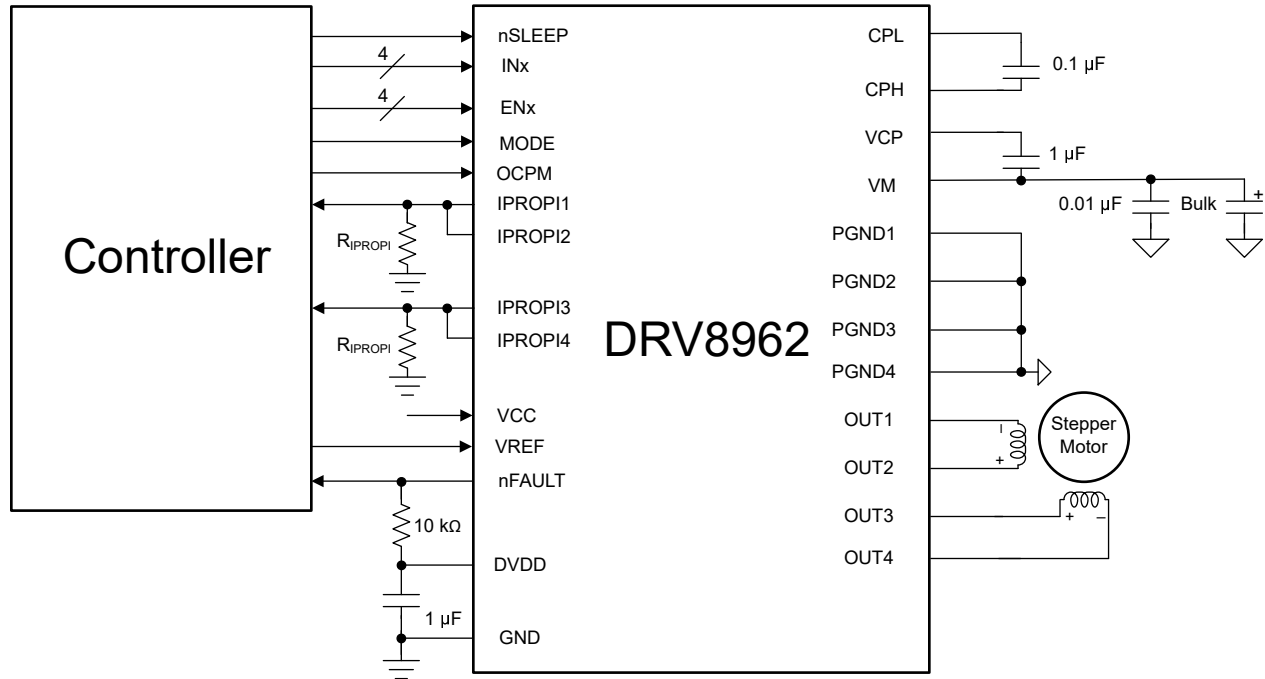 Controller
DRV8962
nSLEEP
4
INx
4
ENx
MODE
OCPM
IPROPI1
IPROPI2
RIPROPI
IPROPI3
IPROPI4
RIPROPI
VCC
VREF
nFAULT
10 kΩ
DVDD
1 µF
GND
CPL
0.1 µF
CPH
VCP
1 µF
VM
0.01 µF
Bulk
+
PGND1
PGND2
PGND3
PGND4
OUT1
–
Stepper
Motor
+
OUT2
OUT3
+ –
OUT4